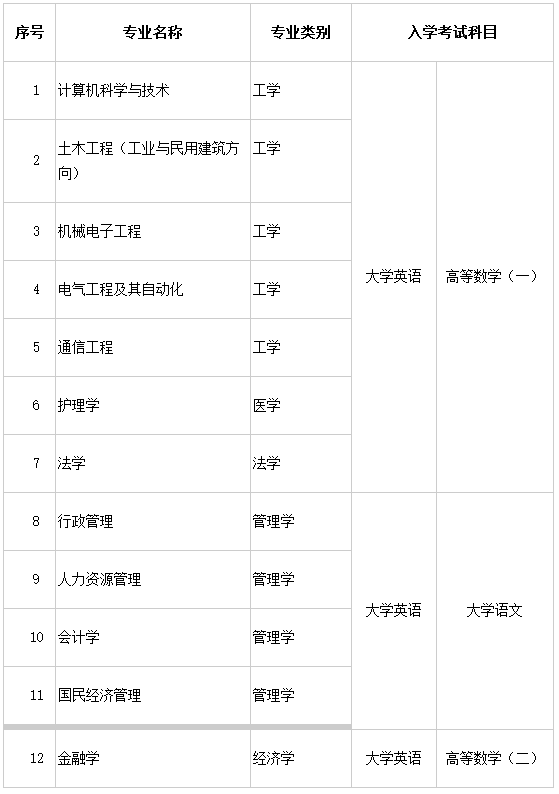 序号 专业名称 专业类别 入学考试科目
1 计算机科学与技术 工学
2 土木工程（工业与民用建筑方 工学
向）
3 机械电子工程 工学
大学英语 高等数学（一）
4 电气工程及其自动化 工学
5 通信工程 工学
6 护理学 医学
7 法学 法学
8 行政管理 管理学
9 人力资源管理 管理学
大学英语 大学语文
10 会计学 管理学
11 国民经济管理 管理学
12 金融学 经济学 大学英语 高等数学（二）